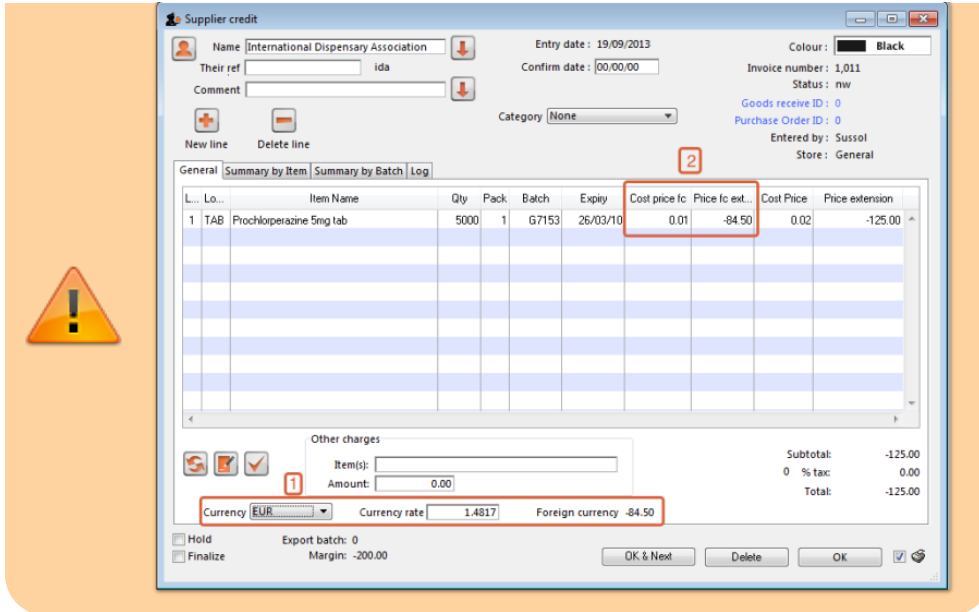 Supplier credit
Name International Dispensary Association
Entry date : 19/09/2013
Colour : Black
Their ref ida
Confirm date : 00/00/00
Invoice number : 1,011
Comment
Status : nw
Goods receive ID : 0
Category None
Purchase Order ID : 0
New line Delete line
Entered by : Sussol
Store : General
2
General Summary by Item Summary by Batch Log
L... Lo... Item Name Qty Pack Batch Expiry Cost price fc Price fc ext... Cost Price Price extension
1 TAB Prochlorperazine 5mg tab 5000 1 G7153 26/03/10 0.01 -84.50 0.02 -125.00
Other charges
Item(s):
Amount: 0.00
Subtotal: -125.00
0 % tax: 0.00
Total: -125.00
1
Currency EUR Currency rate 1.4817 Foreign currency -84.50
Hold Export batch: 0
Finalize Margin: -200.00
OK & Next Delete OK